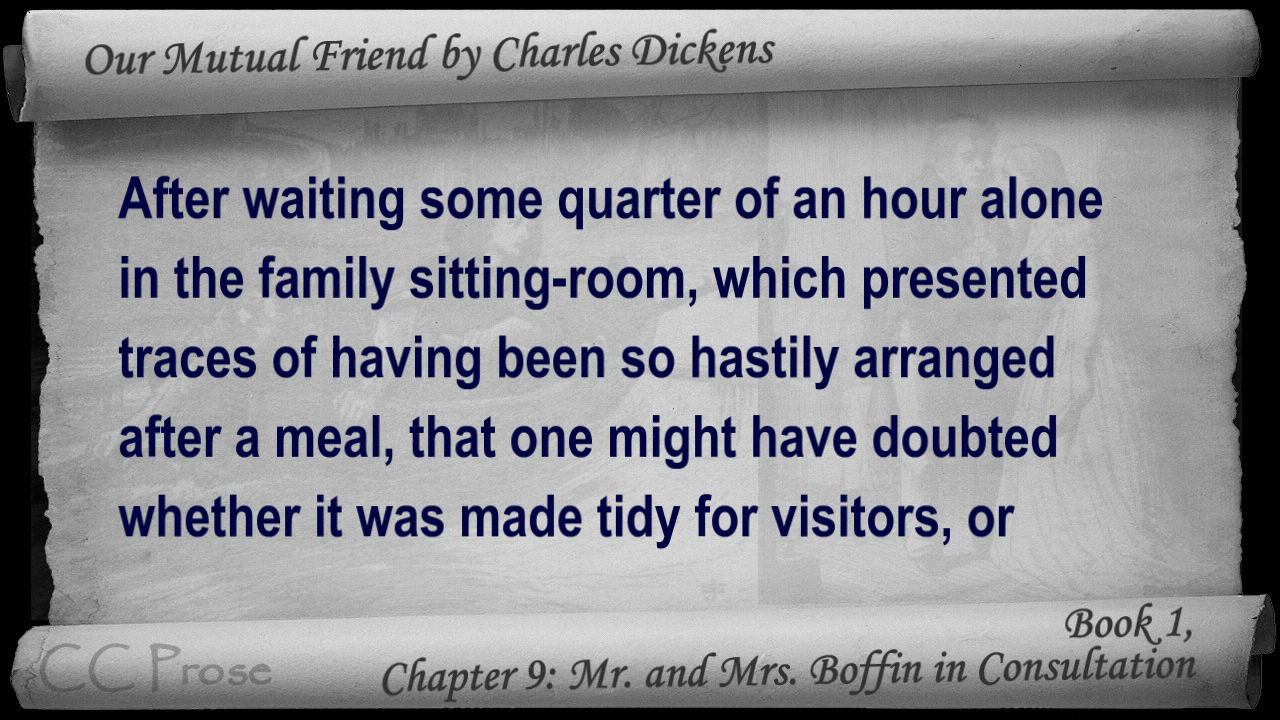 Our Mutual Friend by Charles Dickens
After waiting some quarter of an hour alone
in the family sitting-room, which presented
traces of having been so hastily arranged
after a meal, that one might have doubted
whether it was made tidy for visitors, or
Book 1,
CC Prose
Chapter 9: Mr. and Mrs. Boffin in Consultation